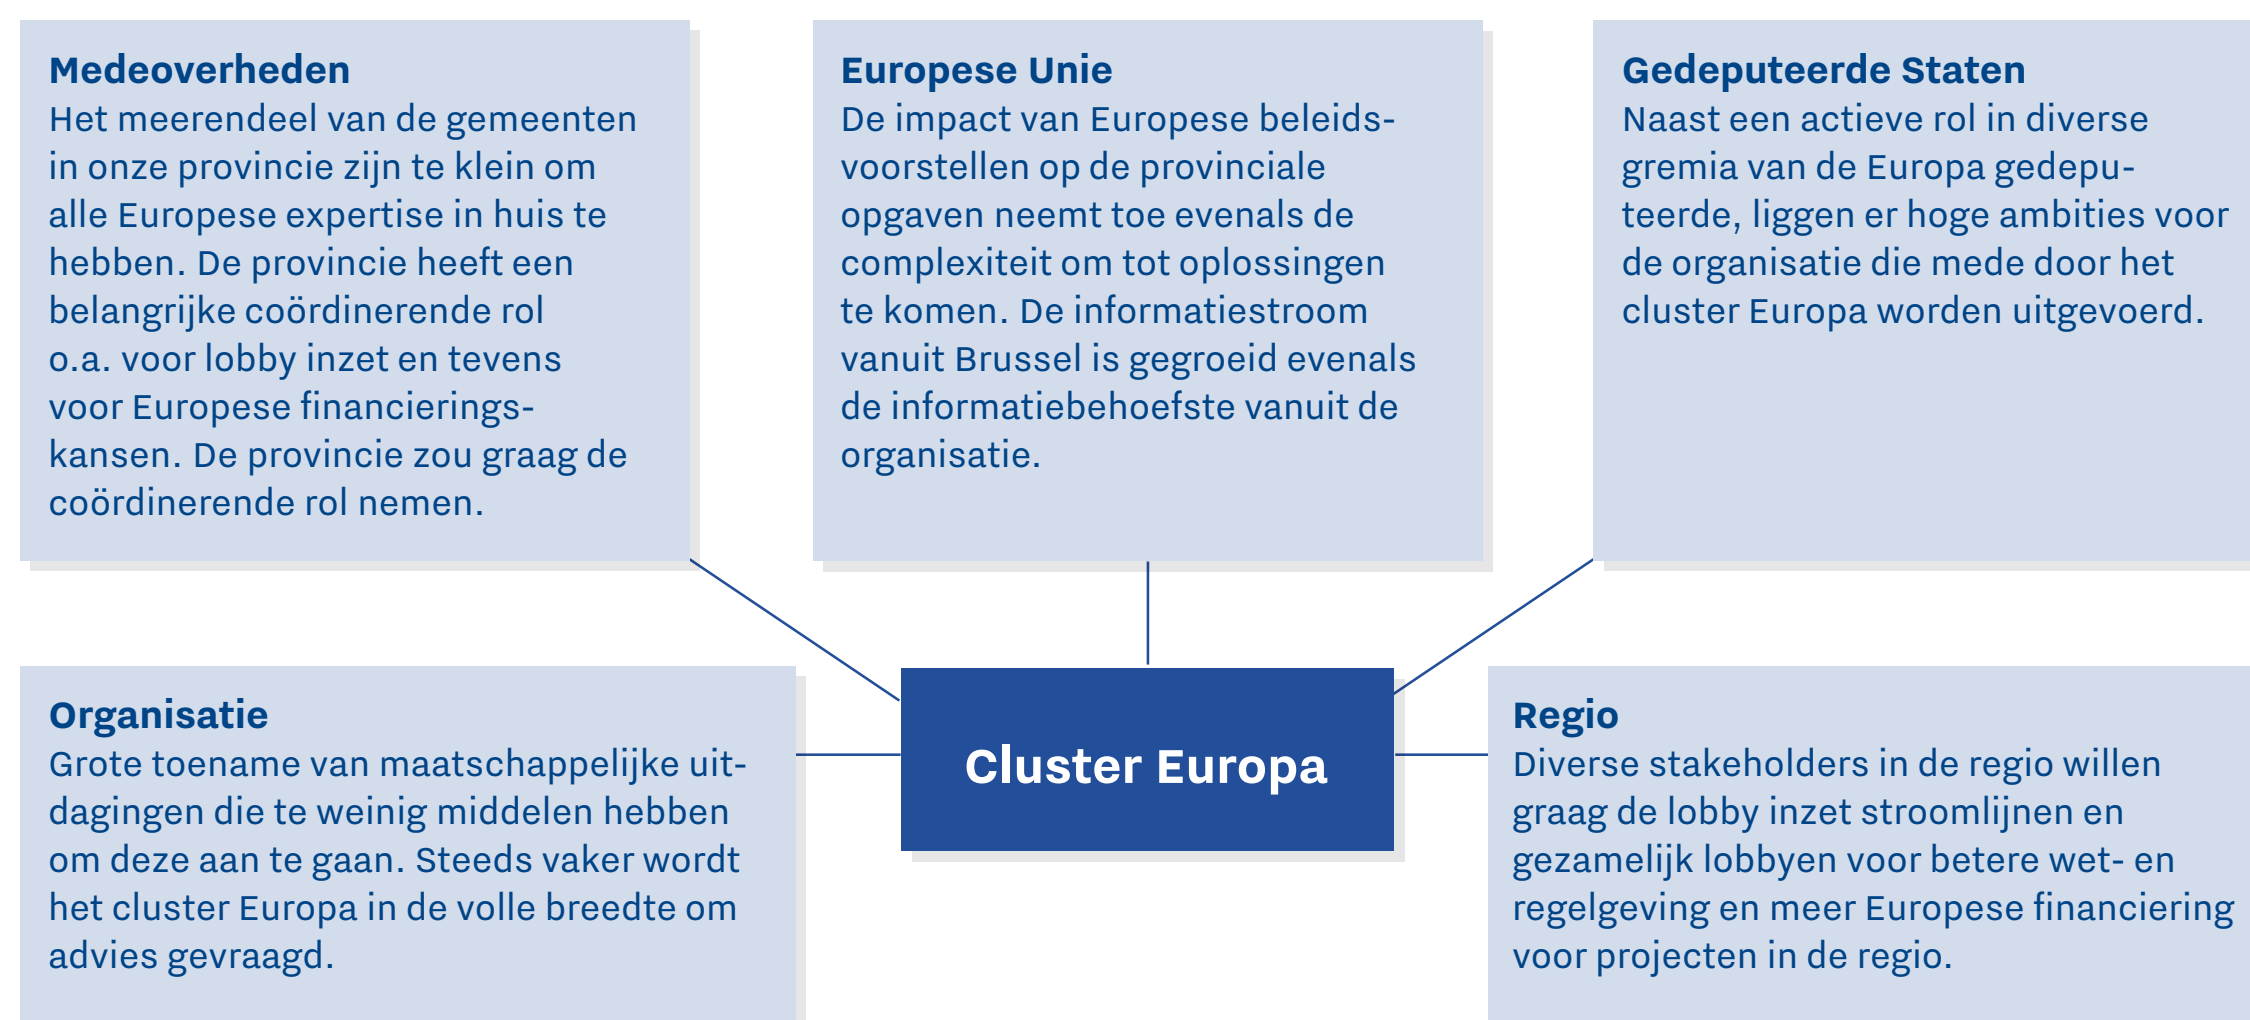 Medeoverheden
Het meerendeel van de gemeenten
in onze provincie zijn te klein om
alle Europese expertise in huis te
hebben. De provincie heeft een
belangrijke coördinerende rol
o.a. voor lobby inzet en tevens
voor Europese financierings-
kansen. De provincie zou graag de
coördinerende rol nemen.
Europese Unie
De impact van Europese beleids-
voorstellen op de provinciale
opgaven neemt toe evenals de
complexiteit om tot oplossingen
te komen. De informatiestroom
vanuit Brussel is gegroeid evenals
de informatiebehoefste vanuit de
organisatie.
Gedeputeerde Staten
Naast een actieve rol in diverse
gremia van de Europa gedepu-
teerde, liggen er hoge ambities voor
de organisatie die mede door het
cluster Europa worden uitgevoerd.
Organisatie
Grote toename van maatschappelijke uit-
dagingen die te weinig middelen hebben
om deze aan te gaan. Steeds vaker wordt
het cluster Europa in de volle breedte om
advies gevraagd.
Cluster Europa
Regio
Diverse stakeholders in de regio willen
graag de lobby inzet stroomlijnen en
gezamelijk lobbyen voor betere wet- en
regelgeving en meer Europese financiering
voor projecten in de regio.